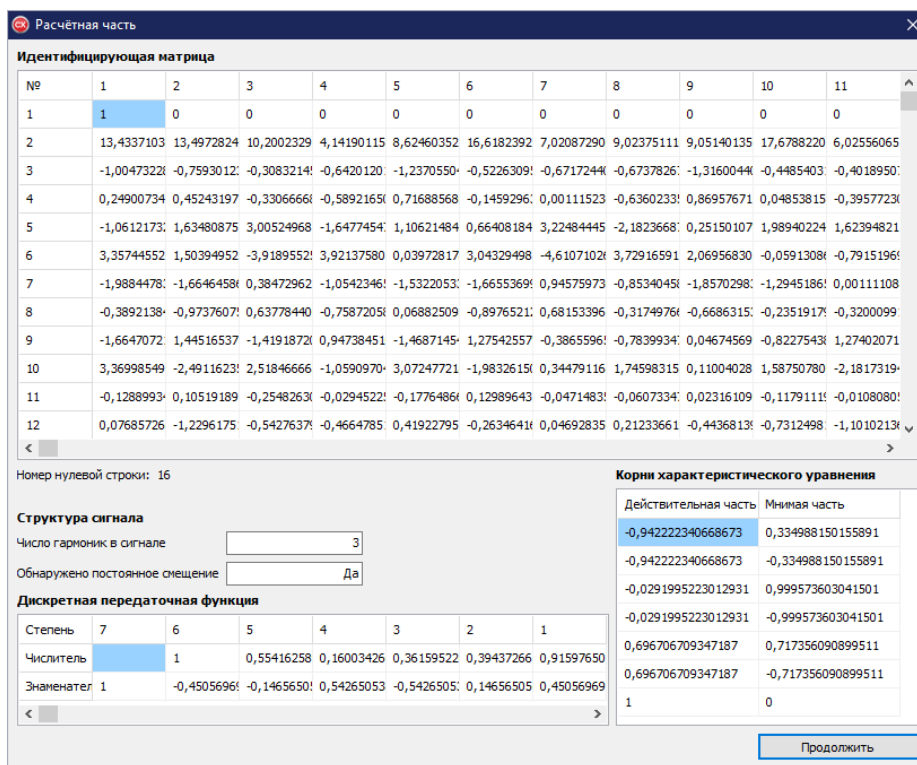 Расчётная часть
Идентифицирующая матрица
№ 1 2 3 4 5 6 7 8 9 10 11
1 1 0 0 0 0 0 0 0 0 0 0
2 13,4337103 13,4972824 10,2002329 4,14190115 8,62460352 16,6182392 7,02087290 9,02375111 9,05140135 17,6788220 6,02556065
3 -1,00473228 -0,7593012 -0,3083214 -0,6420120 -1,2370550 -0,5226309 -0,6717244 -0,6737826 -1,3160044 -0,4485403 -0,4018950
4 0,24900734 0,45243197 -0,3306666 -0,5892165 0,71688568 -0,1459296 0,00111523 -0,6360233 0,86957671 0,04853815 -0,3957723
5 -1,0612173 1,63480875 3,00524968 -1,6477454 1,10621484 0,66408184 3,22484445 -2,1823668 0,25150107 1,98940224 1,62394821
6 3,35744552 1,50394952 -3,9189552 3,92137580 0,03972817 3,04329498 -4,6107102 3,72916591 2,06956830 -0,0591308 -0,7915196
7 -1,9884478 -1,6646458 0,38472962 -1,0542346 -1,5322053 -1,6655369 0,94575973 -0,8534045 -1,8570298 -1,2945186 0,00111108
8 -0,3892138 -0,9737607 0,63778440 -0,7587205 0,06882509 -0,8976521 0,68153396 -0,3174976 -0,6686315 -0,2351917 -0,3200099
9 -1,6647072 1,44516537 -1,4191872 0,94738451 -1,4687145 1,27542557 -0,3865596 -0,7839934 0,04674569 -0,8227543 1,27402071
10 3,36998549 -2,4911623 2,51846666 -1,0590970 3,07247721 -1,9832615 0,34479116 1,74598315 0,11004028 1,58750780 -2,1817319
11 -0,1288993 0,10519189 -0,2548263 -0,0294522 -0,1776486 0,12989643 -0,0471483 -0,0607334 0,02316109 -0,1179111 -0,0108080
12 0,07685726 -1,2296175 -0,5427637 -0,4664785 0,41922795 -0,2634641 0,04692835 0,21233661 -0,4436813 -0,7312498 -1,1010213
Номер нулевой строки: 16
Структура сигнала
Число гармоник в сигнале 3
Обнаружено постоянное смещение Да
Дискретная передаточная функция
Степень 7 6 5 4 3 2 1
Числитель 1 0,55416258 0,16003426 0,36159522 0,39437266 0,91597650
Знаменател 1 -0,4505696 -0,1465650 0,54265053 -0,5426505 0,14656505 0,45056969
Корни характеристического уравнения
Действительная часть Мнимая часть
-0,942222340668673 0,334988150155891
-0,942222340668673 -0,334988150155891
-0,0291995223012931 0,999573603041501
-0,0291995223012931 -0,999573603041501
0,696706709347187 0,717356090899511
0,696706709347187 -0,717356090899511
1 0
Продолжить